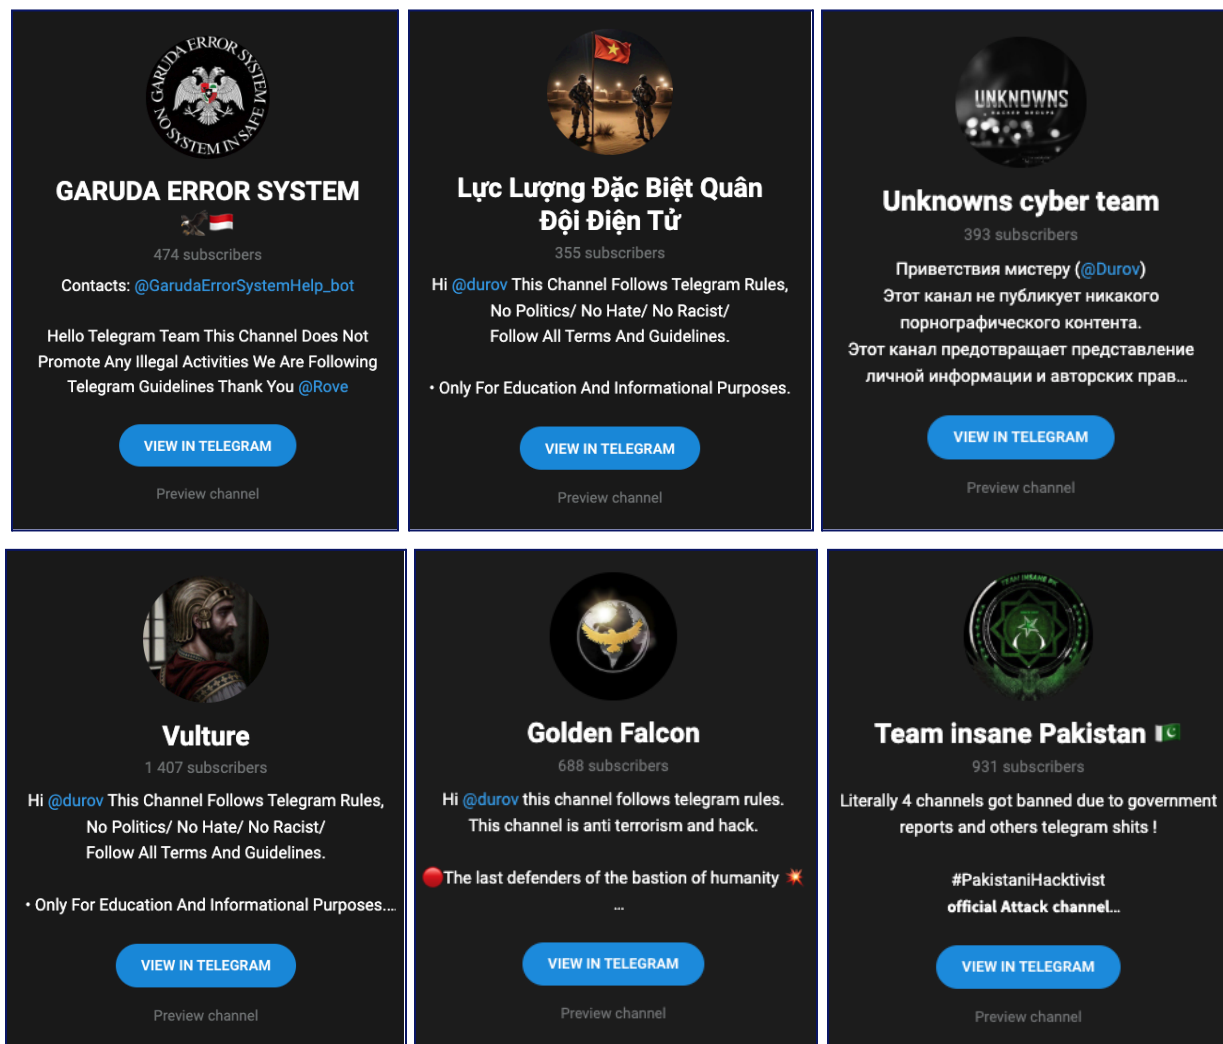 GARUDA ERROR SYSTEM
NO SYSTEM IN SAFE
GARUDA ERROR SYSTEM
🦅🇮🇩
474 subscribers
Contacts: @GarudaErrorSystemHelp_bot
Hello Telegram Team This Channel Does Not
Promote Any Illegal Activities We Are Following
Telegram Guidelines Thank You @Rove
VIEW IN TELEGRAM
Preview channel
Lực Lượng Đặc Biệt Quân
Đội Điện Tử
355 subscribers
Hi @durov This Channel Follows Telegram Rules,
No Politics/ No Hate/ No Racist/
Follow All Terms And Guidelines.
• Only For Education And Informational Purposes.
VIEW IN TELEGRAM
Preview channel
UNKNOWNS
HACKER GROUPS
Unknowns cyber team
393 subscribers
Приветствия мистеру (@Durov)
Этот канал не публикует никакого
порнографического контента.
Этот канал предотвращает представление
личной информации и авторских прав...
VIEW IN TELEGRAM
Preview channel
Vulture
1 407 subscribers
Hi @durov This Channel Follows Telegram Rules,
No Politics/ No Hate/ No Racist/
Follow All Terms And Guidelines.
• Only For Education And Informational Purposes...
VIEW IN TELEGRAM
Preview channel
Golden Falcon
688 subscribers
Hi @durov this channel follows telegram rules.
This channel is anti terrorism and hack.
🔴The last defenders of the bastion of humanity 💥
...
VIEW IN TELEGRAM
Preview channel
TEAM INSANE PK
Team insane Pakistan 🇵🇰
931 subscribers
Literally 4 channels got banned due to government
reports and others telegram shits !
#PakistaniHacktivist
official Attack channel...
VIEW IN TELEGRAM
Preview channel